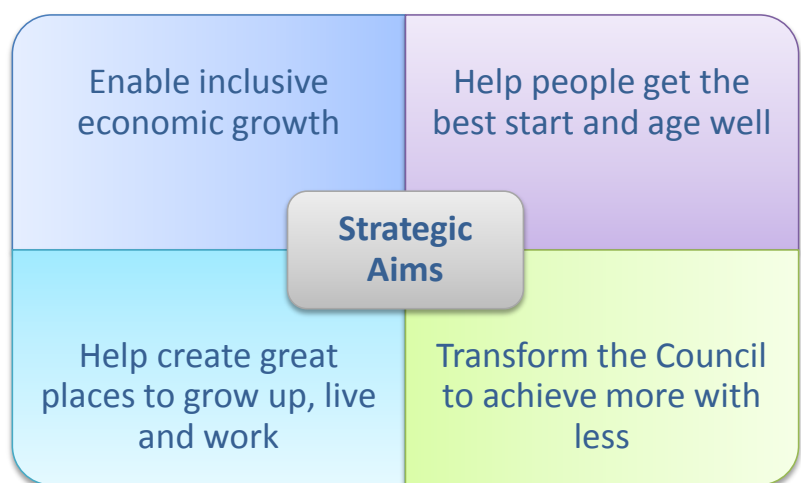 Enable inclusive
economic growth
Help people get the
best start and age well
Strategic
Aims
Help create great
places to grow up, live
and work
Transform the Council
to achieve more with
less